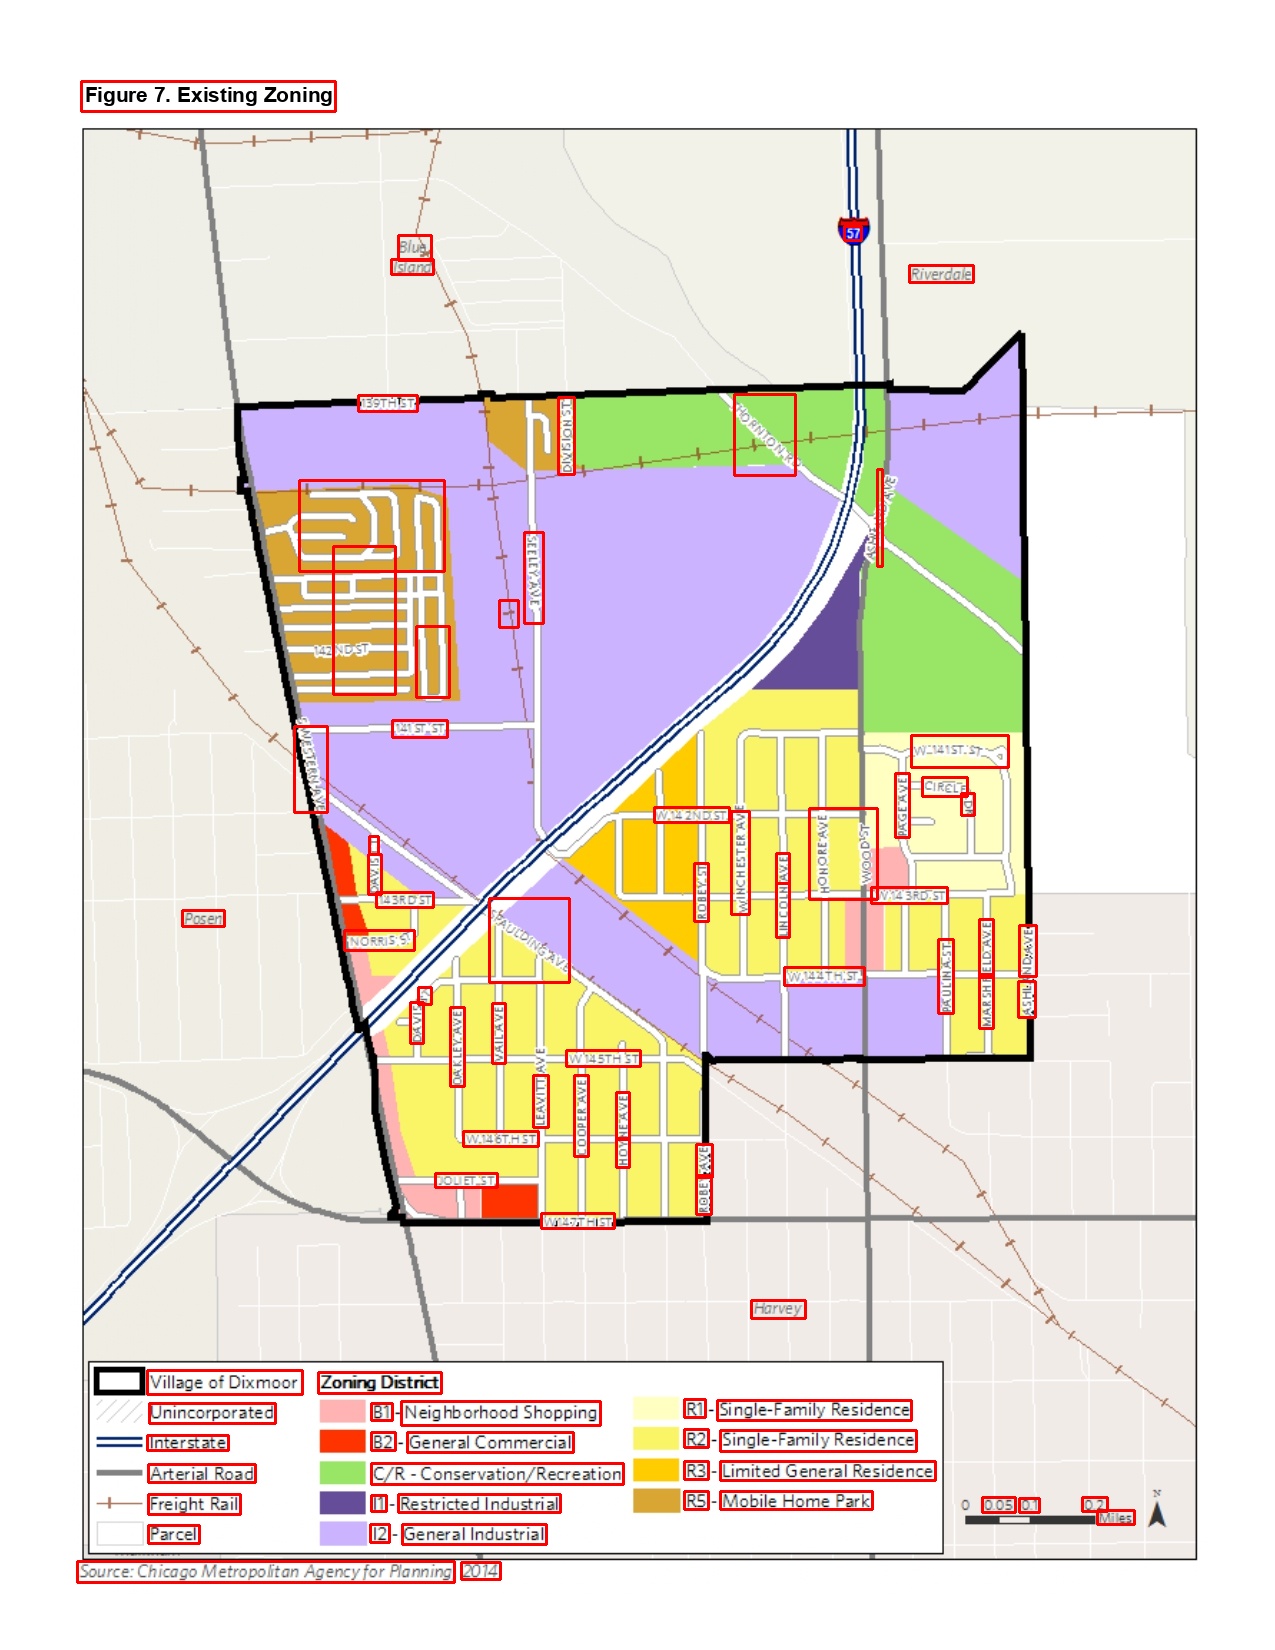 Figure 7. Existing Zoning
57
Blue
Island
Riverdale
139TH ST
DIVISION ST
THORNTON RD
SEELEY AVE
ASHLAND AVE
142ND ST
141ST ST
S WESTERN AVE
W 141ST ST
CIRCLE
DR
PAGE AVE
W 142ND ST
WINCHESTER AVE
HONORE AVE
WOOD ST
LINCOLN AVE
ROBEY ST
DAVIS
143RD ST
W 143RD ST
Posen
NORRIS ST
SPAULDING AVE
W 144TH ST
PAULINA ST
MARSHFIELD AVE
ASHLAND AVE
DAVIS
OAKLEY AVE
VAIL AVE
LEAVITT AVE
W 145TH ST
COOPER AVE
HOYNE AVE
W 146TH ST
ROBEY AVE
JOLIET ST
W 147TH ST
Harvey
Village of Dixmoor
Unincorporated
Interstate
Arterial Road
Freight Rail
Parcel
Zoning District
B1 - Neighborhood Shopping
B2 - General Commercial
C/R - Conservation/Recreation
I1 - Restricted Industrial
I2 - General Industrial
R1 - Single-Family Residence
R2 - Single-Family Residence
R3 - Limited General Residence
R5 - Mobile Home Park
N
0 0.05 0.1 0.2
Miles
Source: Chicago Metropolitan Agency for Planning, 2014